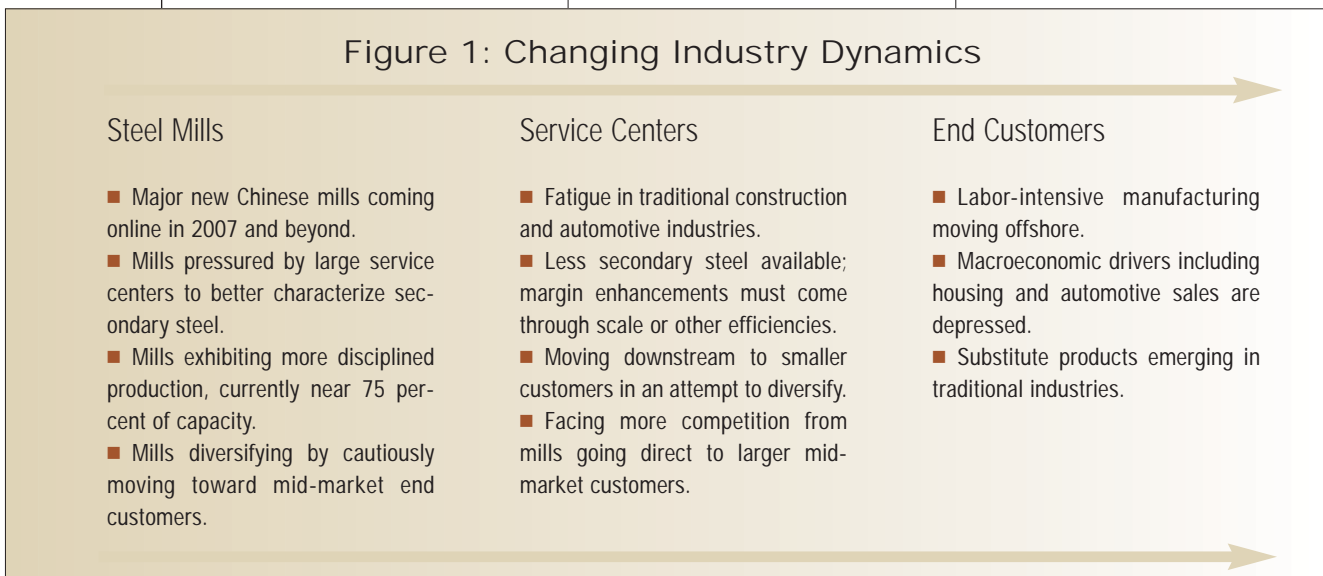 Figure 1: Changing Industry Dynamics
Steel Mills
■ Major new Chinese mills coming
online in 2007 and beyond.
■ Mills pressured by large service
centers to better characterize sec-
ondary steel.
■ Mills exhibiting more disciplined
production, currently near 75 per-
cent of capacity.
■ Mills diversifying by cautiously
moving toward mid-market end
customers.
Service Centers
■ Fatigue in traditional construction
and automotive industries.
■ Less secondary steel available;
margin enhancements must come
through scale or other efficiencies.
■ Moving downstream to smaller
customers in an attempt to diversify.
■ Facing more competition from
mills going direct to larger mid-
market customers.
End Customers
■ Labor-intensive manufacturing
moving offshore.
■ Macroeconomic drivers including
housing and automotive sales are
depressed.
■ Substitute products emerging in
traditional industries.